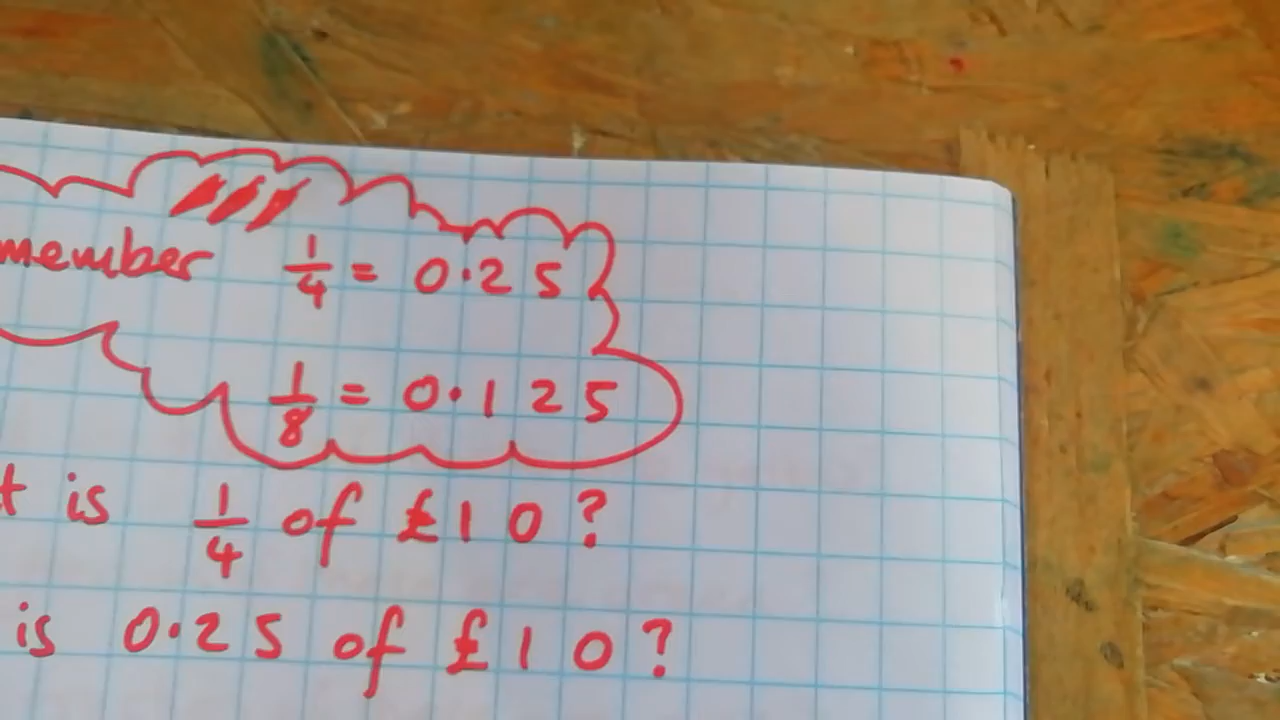 member 1/4 = 0.25
1/8 = 0.125
t is 1/4 of £10?
is 0.25 of £10?